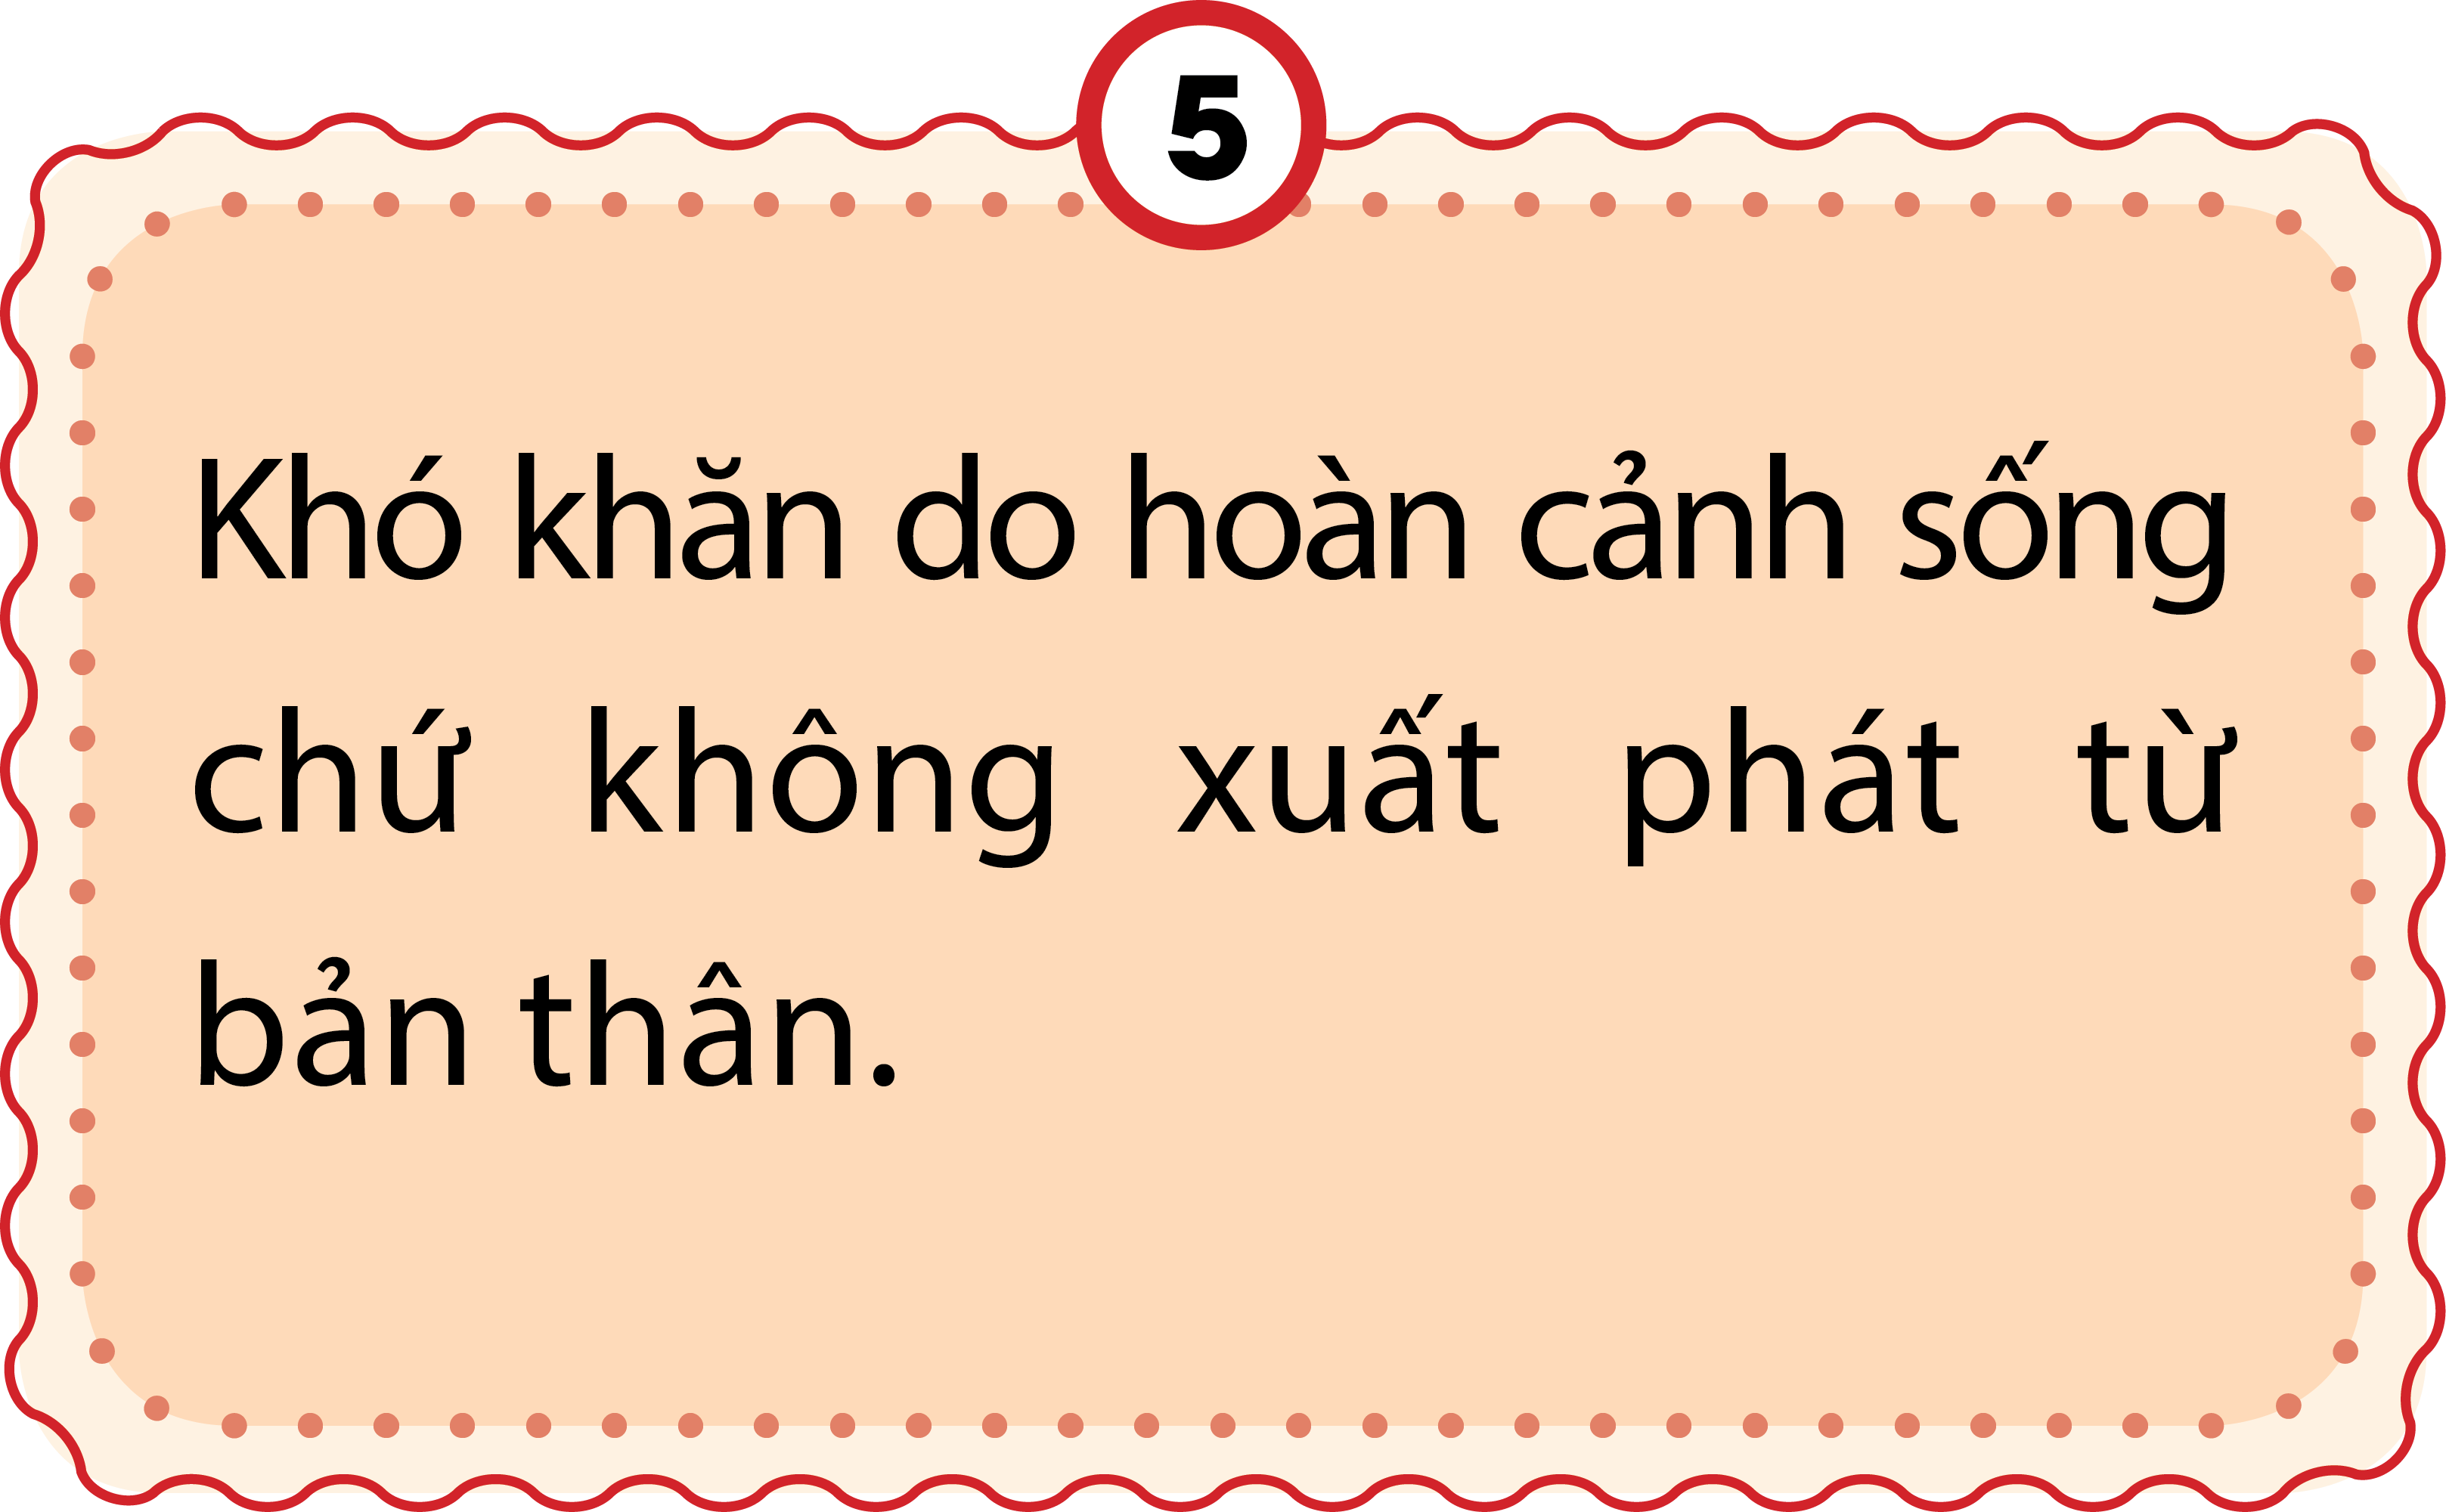 5
Khó khăn do hoàn cảnh sống
chứ không xuất phát từ
bản thân.